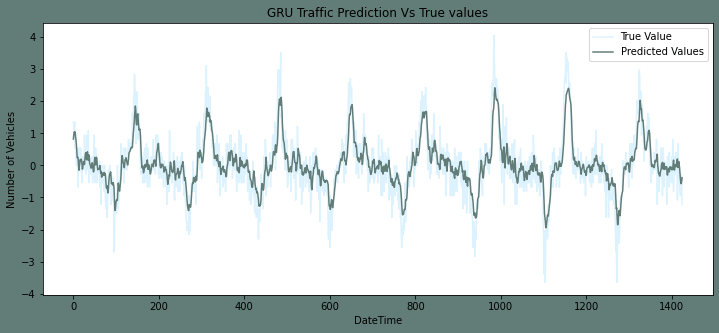 GRU Traffic Prediction Vs True values
True Value
Predicted Values
Number of Vehicles
4
3
2
1
0
−1
−2
−3
−4
0 200 400 600 800 1000 1200 1400
DateTime